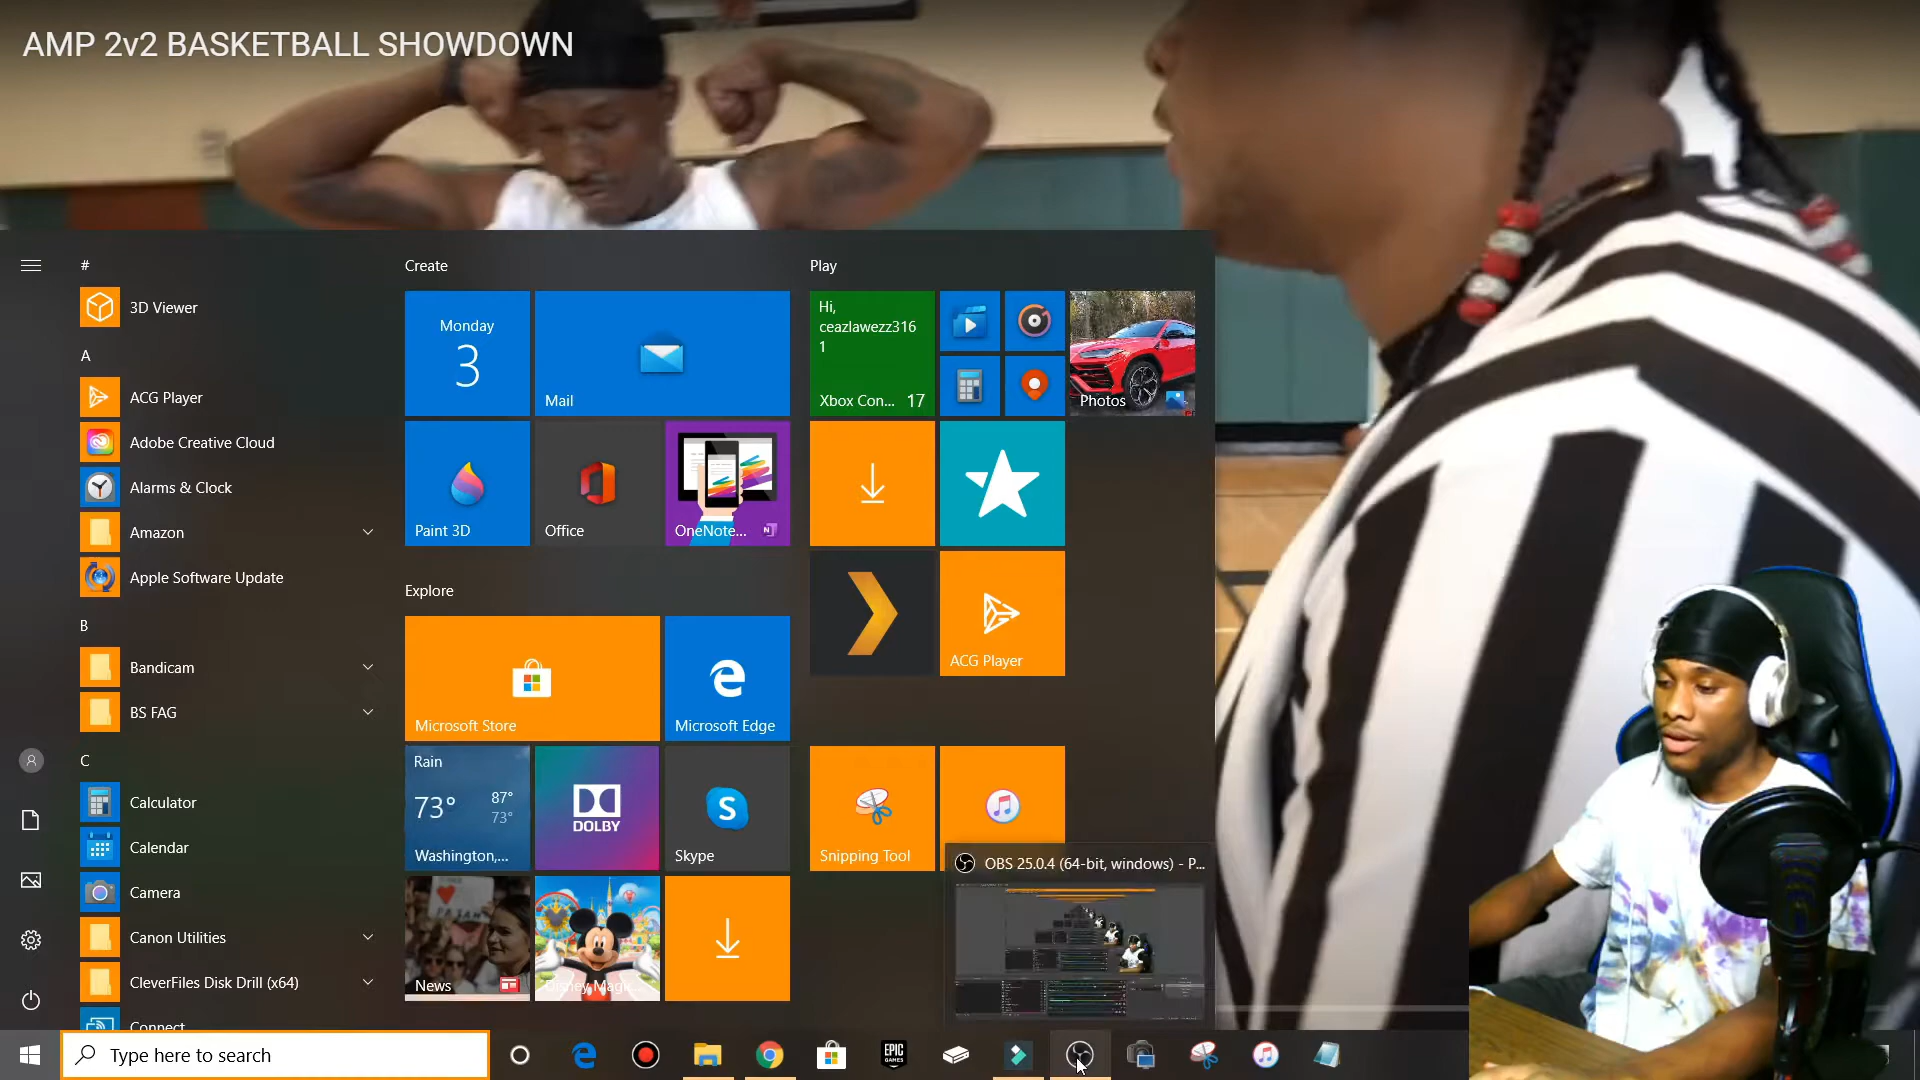 AMP 2v2 BASKETBALL SHOWDOWN
#
3D Viewer
A
ACG Player
Adobe Creative Cloud
Alarms & Clock
Amazon
Apple Software Update
B
Bandicam
BS FAG
C
Calculator
Calendar
Camera
Canon Utilities
CleverFiles Disk Drill (x64)
Connect
Create
Monday
3
Mail
Paint 3D
Office
OneNote...
Explore
Microsoft Store
Microsoft Edge
Rain
73°
87°
73°
Washington,...
DOLBY
Skype
News
Disney Magic...
Play
Hi,
ceazlawezz316
1
Xbox Con... 17
Photos
ACG Player
Snipping Tool
OBS 25.0.4 (64-bit, windows) - P...
Type here to search
EPIC
GAMES